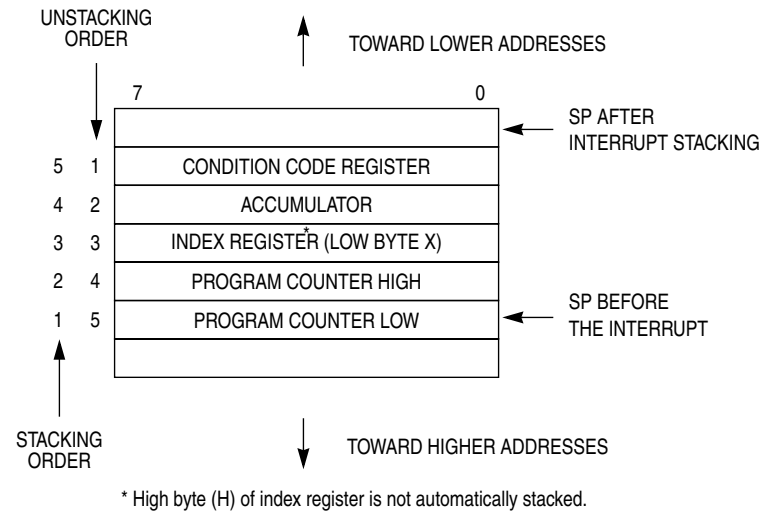 UNSTACKING
ORDER
TOWARD LOWER ADDRESSES
7 0
SP AFTER
INTERRUPT STACKING
5 1 CONDITION CODE REGISTER
4 2 ACCUMULATOR
3 3 INDEX REGISTER (LOW BYTE X)*
2 4 PROGRAM COUNTER HIGH
SP BEFORE
THE INTERRUPT
1 5 PROGRAM COUNTER LOW
STACKING
ORDER
TOWARD HIGHER ADDRESSES
* High byte (H) of index register is not automatically stacked.